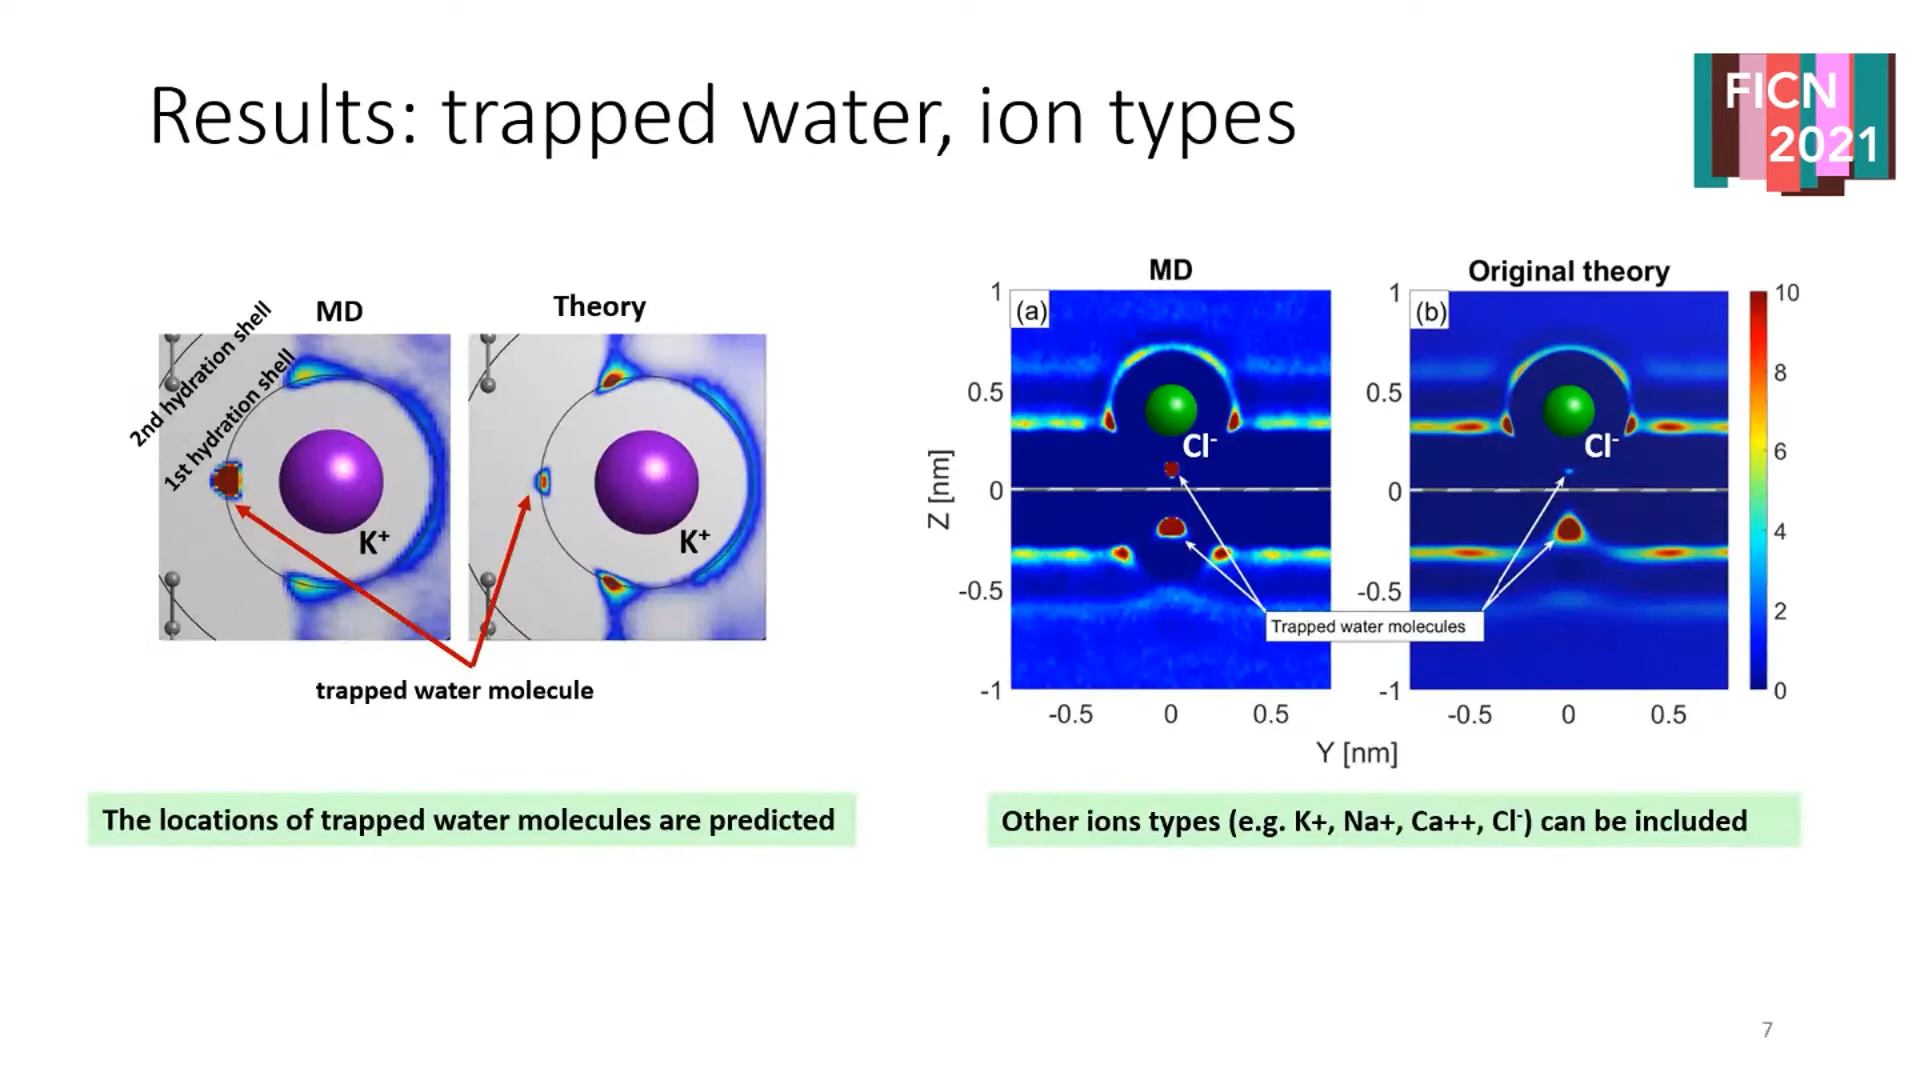 Results: trapped water, ion types
FICN
2021
MD
Theory
2nd hydration shell
1st hydration shell
K⁺
K⁺
trapped water molecule
The locations of trapped water molecules are predicted
MD
Original theory
(a)
(b)
1
0.5
0
-0.5
-1
Z [nm]
1
0.5
0
-0.5
-1
Cl⁻
Cl⁻
Trapped water molecules
-0.5 0 0.5
-0.5 0 0.5
Y [nm]
10
8
6
4
2
0
Other ions types (e.g. K+, Na+, Ca++, Cl⁻) can be included
7